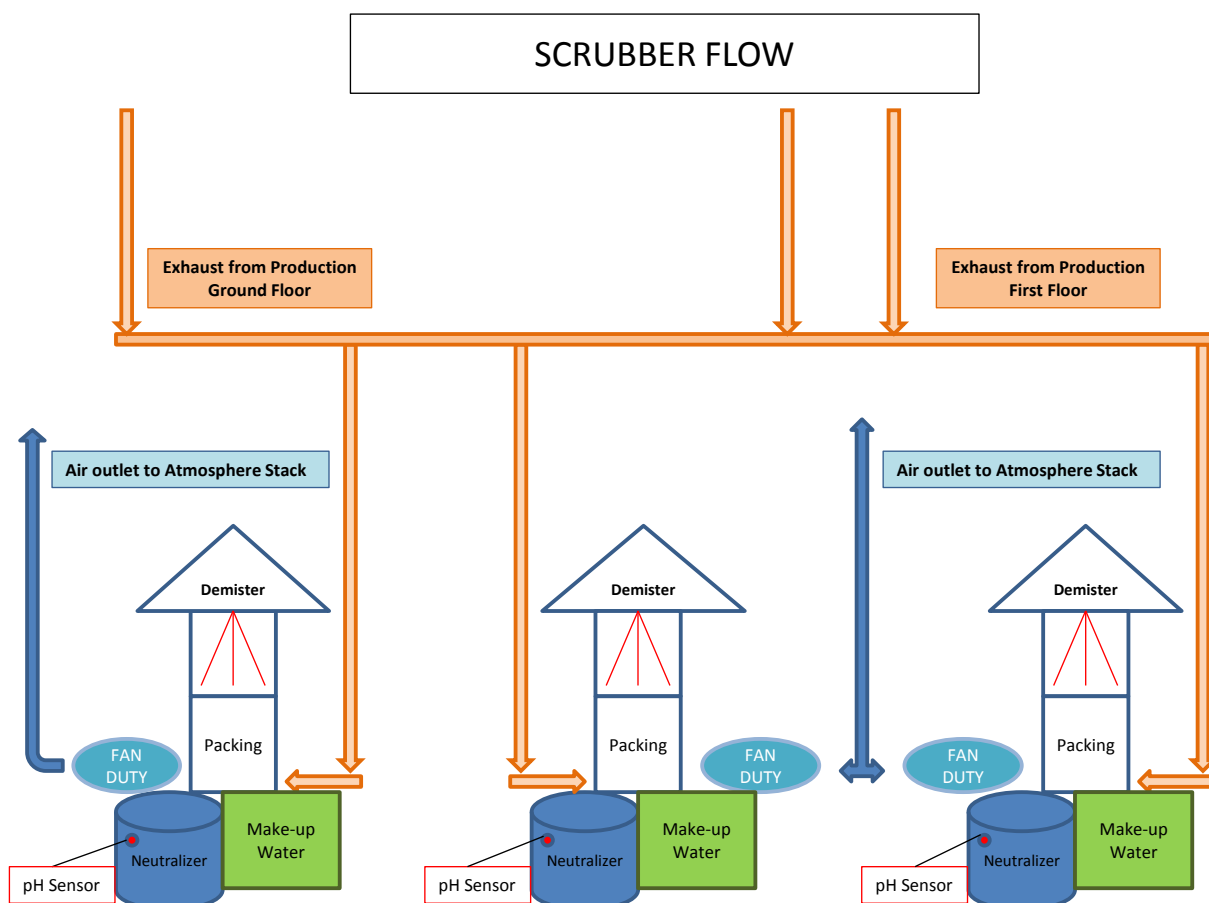 SCRUBBER FLOW
Exhaust from Production
Ground Floor
Exhaust from Production
First Floor
Air outlet to Atmosphere Stack
Air outlet to Atmosphere Stack
Demister
Demister
Demister
Packing
Packing
Packing
FAN
DUTY
FAN
DUTY
FAN
DUTY
Make-up
Water
Make-up
Water
Make-up
Water
Neutralizer
Neutralizer
Neutralizer
pH Sensor
pH Sensor
pH Sensor